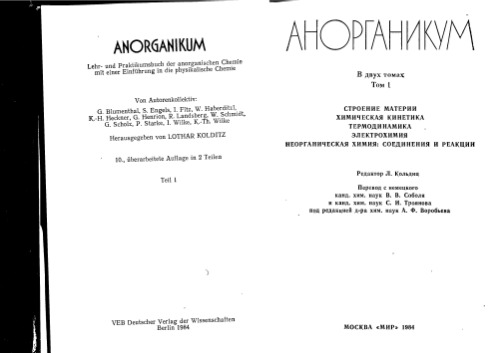 ANORGANIKUM
Lehr- und Praktikumsbuch der anorganischen Chemie
mit einer Einführung in die physikalische Chemie
Von Autorenkollektiv:
G. Blumenthal, S. Engels, I. Fitz, W. Haberditzl,
K.-H. Heckner, G. Henrion, R. Landsberg, W. Schmidt,
G. Scholz, P. Starke, I. Wilke, K.-Th. Wilke
Herausgegeben von LOTHAR KOLDITZ
10., überarbeitete Auflage in 2 Teilen
Teil 1
VEB Deutscher Verlag der Wissenschaften
Berlin 1984
АНОРГАНИКУМ
В двух томах
Том 1
СТРОЕНИЕ МАТЕРИИ
ХИМИЧЕСКАЯ КИНЕТИКА
ТЕРМОДИНАМИКА
ЭЛЕКТРОХИМИЯ
НЕОРГАНИЧЕСКАЯ ХИМИЯ: СОЕДИНЕНИЯ И РЕАКЦИИ
Редактор Л. Кольдиц
Перевод с немецкого
канд. хим. наук В. В. Соболя
и канд. хим. наук С. И. Троянова
под редакцией д-ра хим. наук А. Ф. Воробьева
МОСКВА «МИР» 1984